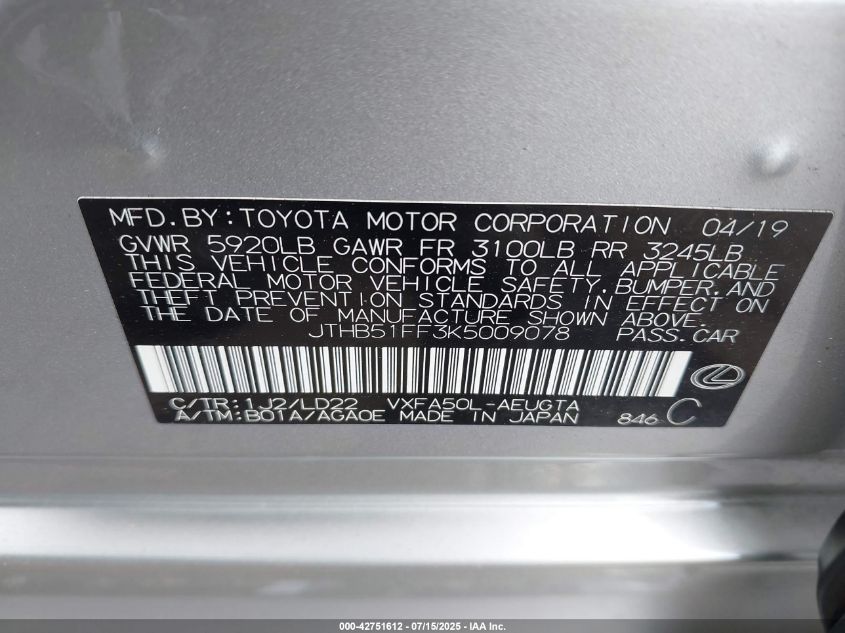 MFD.BY:TOYOTA MOTOR CORPORATION 04/19
GVWR 5920LB GAWR FR 3100LB RR 3245LB
THIS VEHICLE CONFORMS TO ALL APPLICABLE
FEDERAL MOTOR VEHICLE SAFETY,BUMPER,AND
THEFT PREVENTION STANDARDS IN EFFECT ON
THE DATE OF MANUFACTURE SHOWN ABOVE.
JTHB51FF3K5009078 PASS.CAR
C/TR:1J2/LD22 VXFA50L-AEUGTA
A/TM:B01A/AGA0E MADE IN JAPAN 846 C
000-42751612 - 07/15/2025 - IAA Inc.